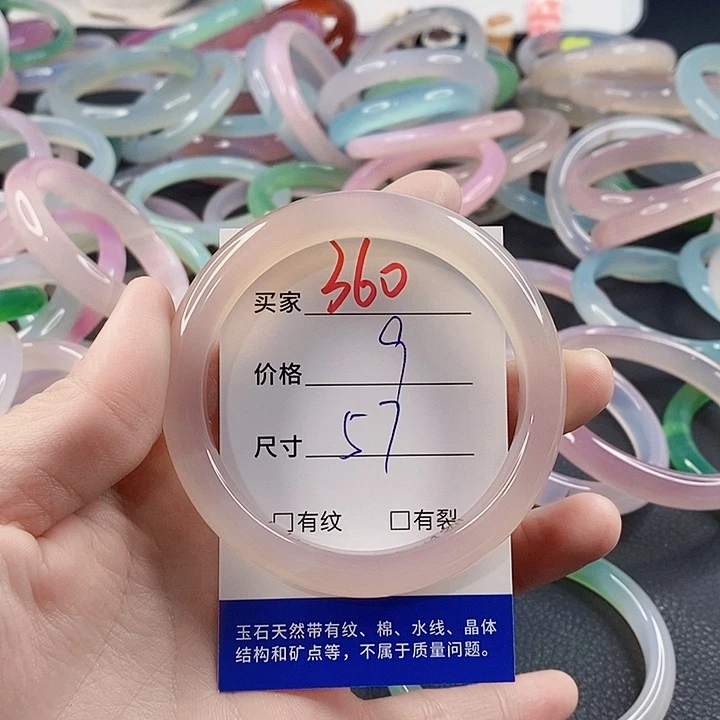 买家 360
价格 9
尺寸 57
□有纹 □有裂
玉石天然带有纹、棉、水线、晶体
结构和矿点等，不属于质量问题。